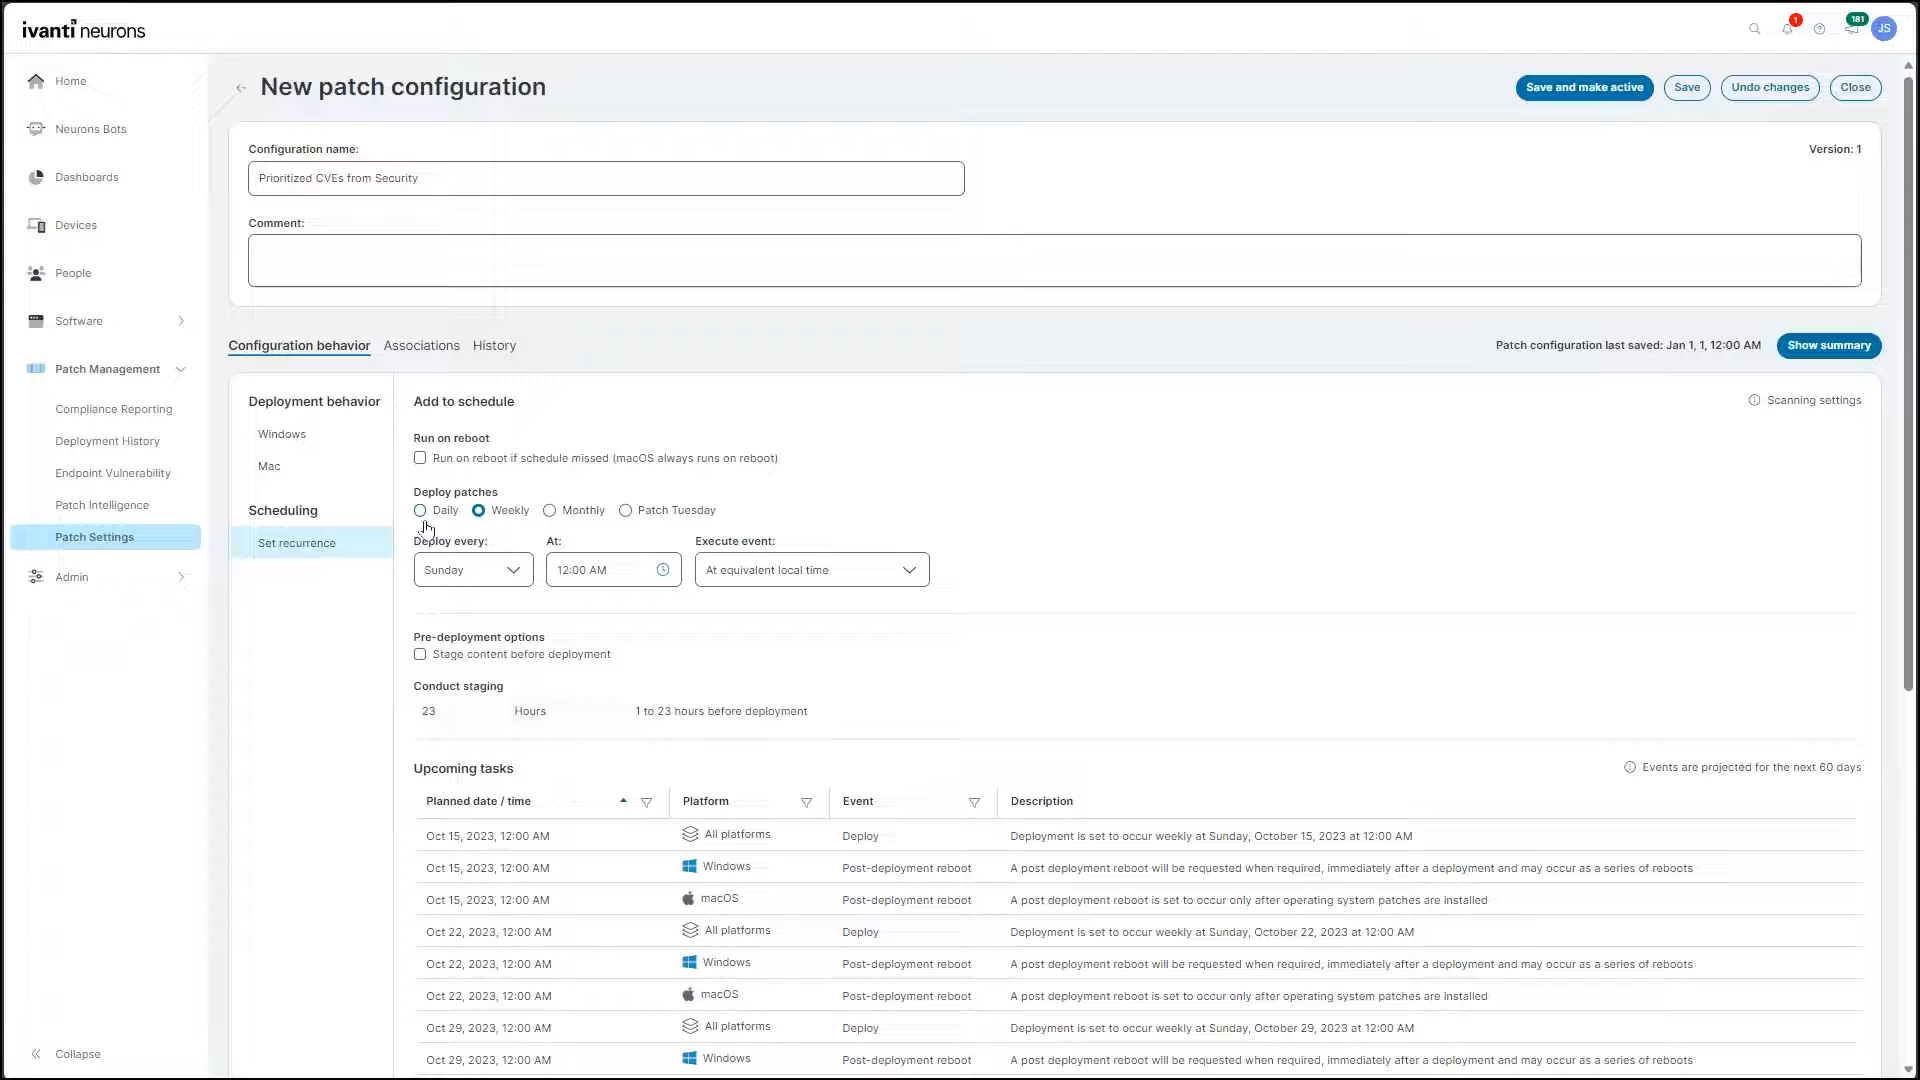 ivanti neurons
1
181
JS
Home
Neurons Bots
Dashboards
Devices
People
Software
Patch Management
Compliance Reporting
Deployment History
Endpoint Vulnerability
Patch Intelligence
Patch Settings
Admin
Collapse
New patch configuration
Save and make active
Save
Undo changes
Close
Configuration name:
Version: 1
Prioritized CVEs from Security
Comment:
Configuration behavior
Associations
History
Patch configuration last saved: Jan 1, 1, 12:00 AM
Show summary
Deployment behavior
Windows
Mac
Scheduling
Set recurrence
Add to schedule
Scanning settings
Run on reboot
Run on reboot if schedule missed (macOS always runs on reboot)
Deploy patches
Daily Weekly Monthly Patch Tuesday
Deploy every: At: Execute event:
Sunday 12:00 AM At equivalent local time
Pre-deployment options
Stage content before deployment
Conduct staging
23 Hours 1 to 23 hours before deployment
Upcoming tasks
Events are projected for the next 60 days
Planned date / time Platform Event Description
Oct 15, 2023, 12:00 AM All platforms Deploy Deployment is set to occur weekly at Sunday, October 15, 2023 at 12:00 AM
Oct 15, 2023, 12:00 AM Windows Post-deployment reboot A post deployment reboot will be requested when required, immediately after a deployment and may occur as a series of reboots
Oct 15, 2023, 12:00 AM macOS Post-deployment reboot A post deployment reboot is set to occur only after operating system patches are installed
Oct 22, 2023, 12:00 AM All platforms Deploy Deployment is set to occur weekly at Sunday, October 22, 2023 at 12:00 AM
Oct 22, 2023, 12:00 AM Windows Post-deployment reboot A post deployment reboot will be requested when required, immediately after a deployment and may occur as a series of reboots
Oct 22, 2023, 12:00 AM macOS Post-deployment reboot A post deployment reboot is set to occur only after operating system patches are installed
Oct 29, 2023, 12:00 AM All platforms Deploy Deployment is set to occur weekly at Sunday, October 29, 2023 at 12:00 AM
Oct 29, 2023, 12:00 AM Windows Post-deployment reboot A post deployment reboot will be requested when required, immediately after a deployment and may occur as a series of reboots